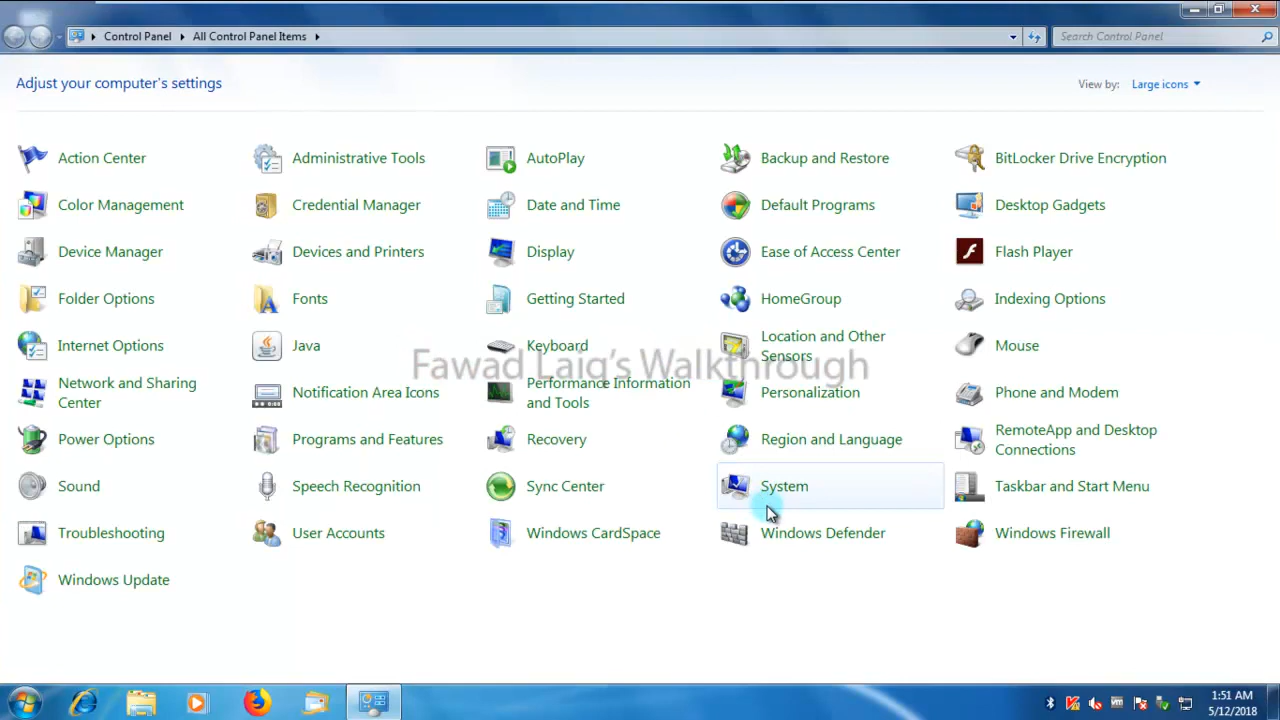 Control Panel All Control Panel Items
Search Control Panel
Adjust your computer's settings
View by: Large icons
Action Center
Administrative Tools
AutoPlay
Backup and Restore
BitLocker Drive Encryption
Color Management
Credential Manager
Date and Time
Default Programs
Desktop Gadgets
Device Manager
Devices and Printers
Display
Ease of Access Center
Flash Player
Folder Options
Fonts
Getting Started
HomeGroup
Indexing Options
Internet Options
Java
Keyboard
Location and Other
Sensors
Mouse
Fawad Laiq's Walkthrough
Network and Sharing
Center
Notification Area Icons
Performance Information
and Tools
Personalization
Phone and Modem
Power Options
Programs and Features
Recovery
Region and Language
RemoteApp and Desktop
Connections
Sound
Speech Recognition
Sync Center
System
Taskbar and Start Menu
Troubleshooting
User Accounts
Windows CardSpace
Windows Defender
Windows Firewall
Windows Update
1:51 AM
5/12/2018